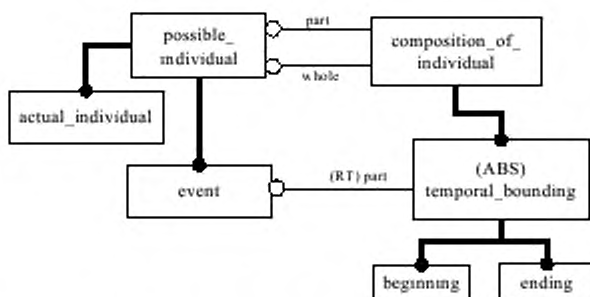 possible_
individual
part
composition_of_
individual
whole
actual_individual
event
(RT) part
(ABS)
temporal_bounding
beginning
ending